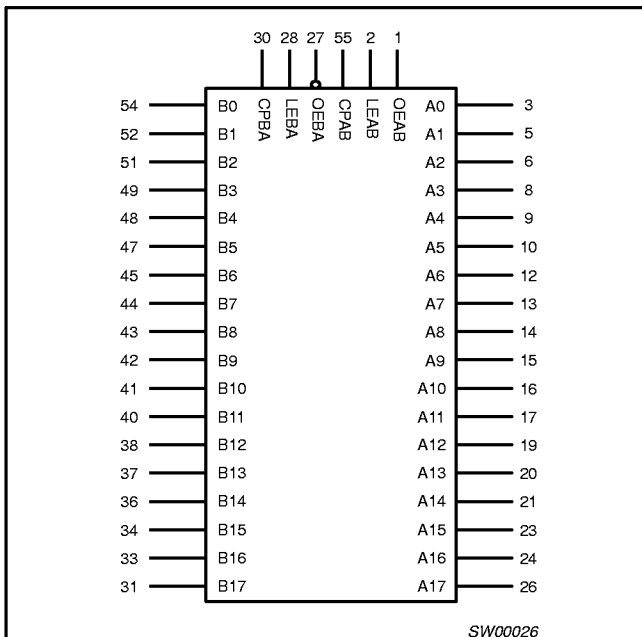 30 28 27 55 2 1
CPBA LEBA OEBA CPAB LEAB OEAB
54 B0 A0 3
52 B1 A1 5
51 B2 A2 6
49 B3 A3 8
48 B4 A4 9
47 B5 A5 10
45 B6 A6 12
44 B7 A7 13
43 B8 A8 14
42 B9 A9 15
41 B10 A10 16
40 B11 A11 17
38 B12 A12 19
37 B13 A13 20
36 B14 A14 21
34 B15 A15 23
33 B16 A16 24
31 B17 A17 26
SW00026